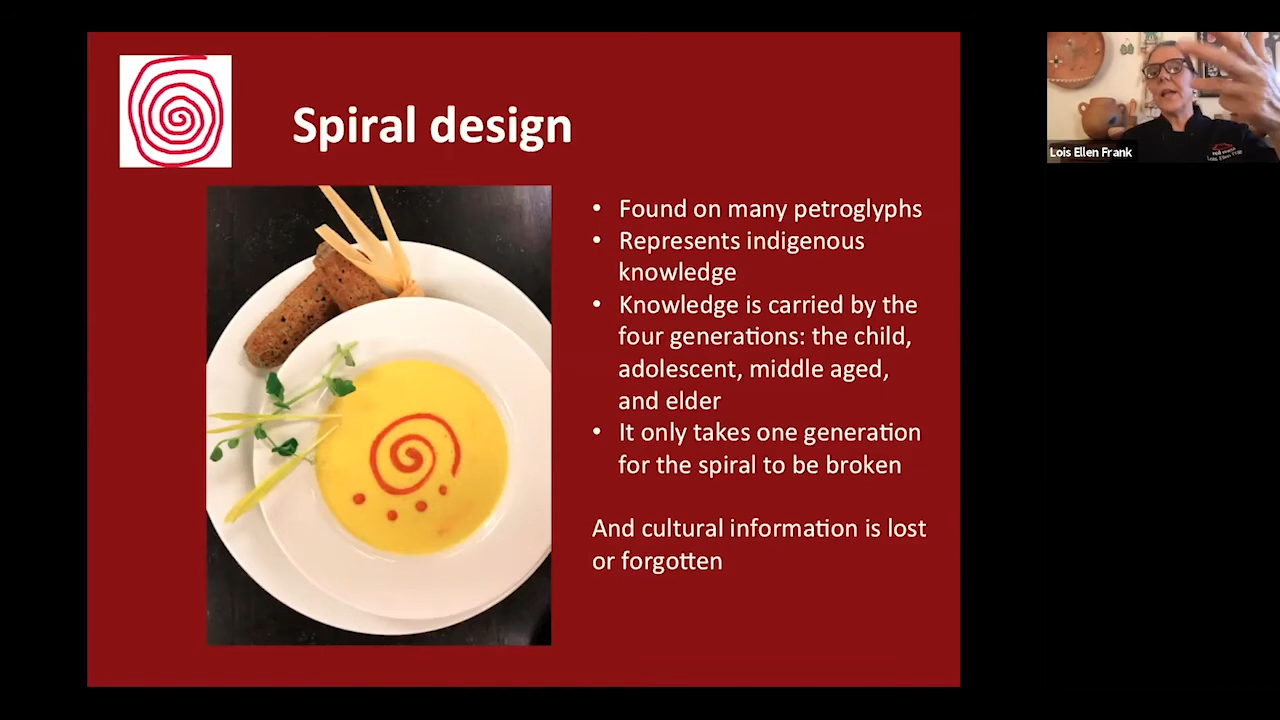 Spiral design
• Found on many petroglyphs
• Represents indigenous
knowledge
• Knowledge is carried by the
four generations: the child,
adolescent, middle aged,
and elder
• It only takes one generation
for the spiral to be broken
And cultural information is lost
or forgotten
Lois Ellen Frank